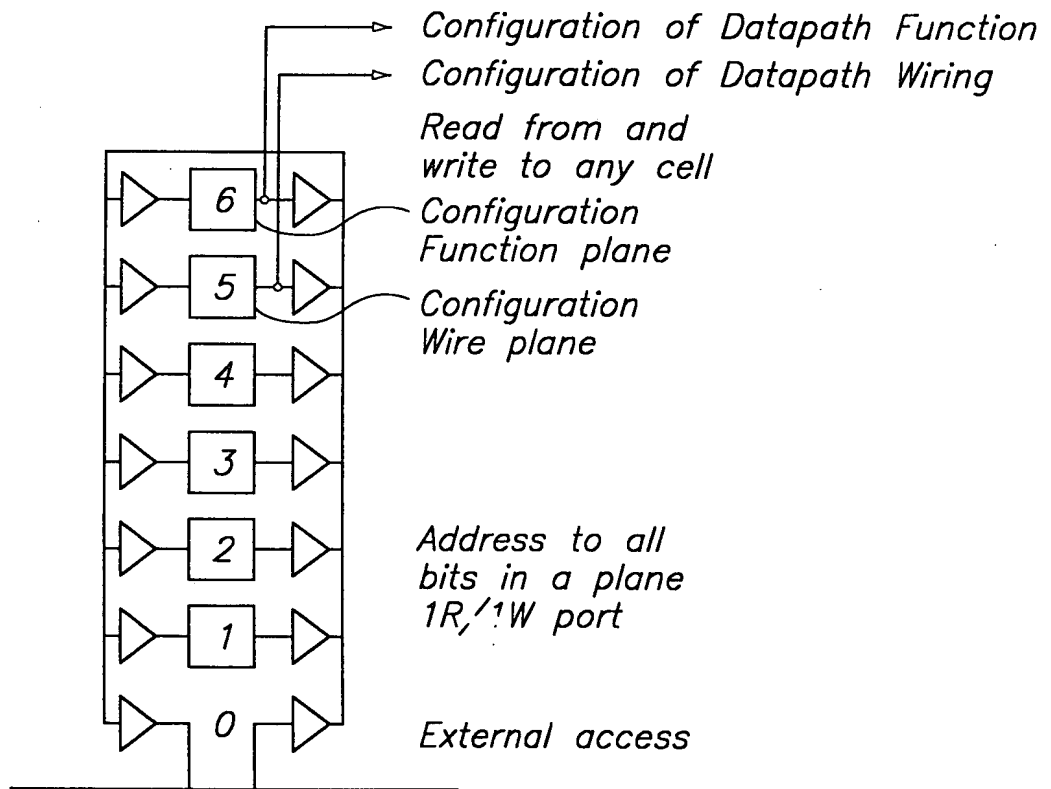 Configuration of Datapath Function
Configuration of Datapath Wiring
Read from and
write to any cell
6
Configuration
Function plane
5
Configuration
Wire plane
4
3
2
Address to all
bits in a plane
1R/1W port
1
0
External access